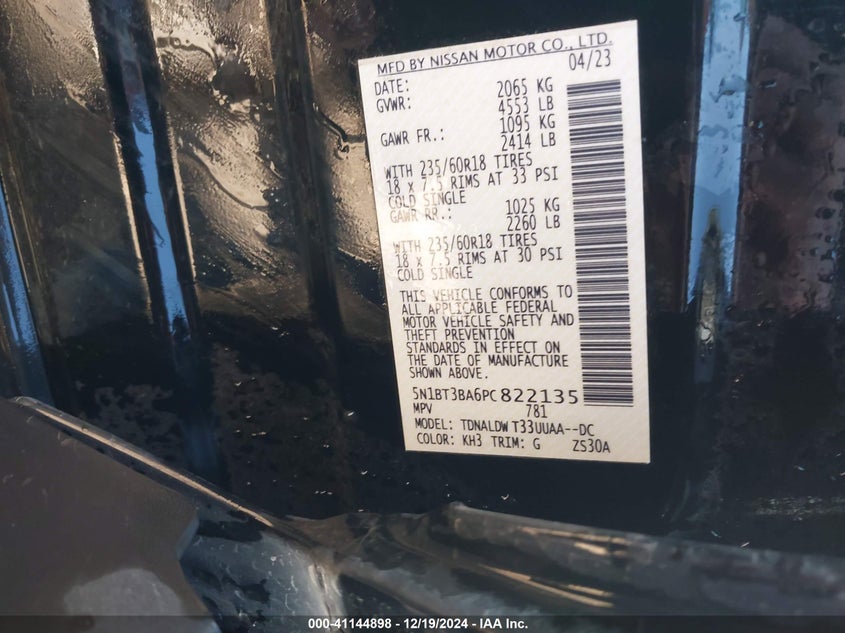 MFD BY NISSAN MOTOR CO., LTD.
DATE: 04/23
GVWR: 2065 KG
4553 LB
GAWR FR.: 1095 KG
2414 LB
WITH 235/60R18 TIRES
18 x 7.5 RIMS AT 33 PSI
COLD SINGLE
GAWR RR.: 1025 KG
2260 LB
WITH 235/60R18 TIRES
18 x 7.5 RIMS AT 30 PSI
COLD SINGLE
THIS VEHICLE CONFORMS TO
ALL APPLICABLE FEDERAL
MOTOR VEHICLE SAFETY AND
THEFT PREVENTION
STANDARDS IN EFFECT ON
THE DATE OF MANUFACTURE
SHOWN ABOVE.
5N1BT3BA6PC822135
MPV 781
MODEL: TDNALDW T33UUAA--DC
COLOR: KH3 TRIM: G ZS30A
000-41144898 - 12/19/2024 - IAA Inc.